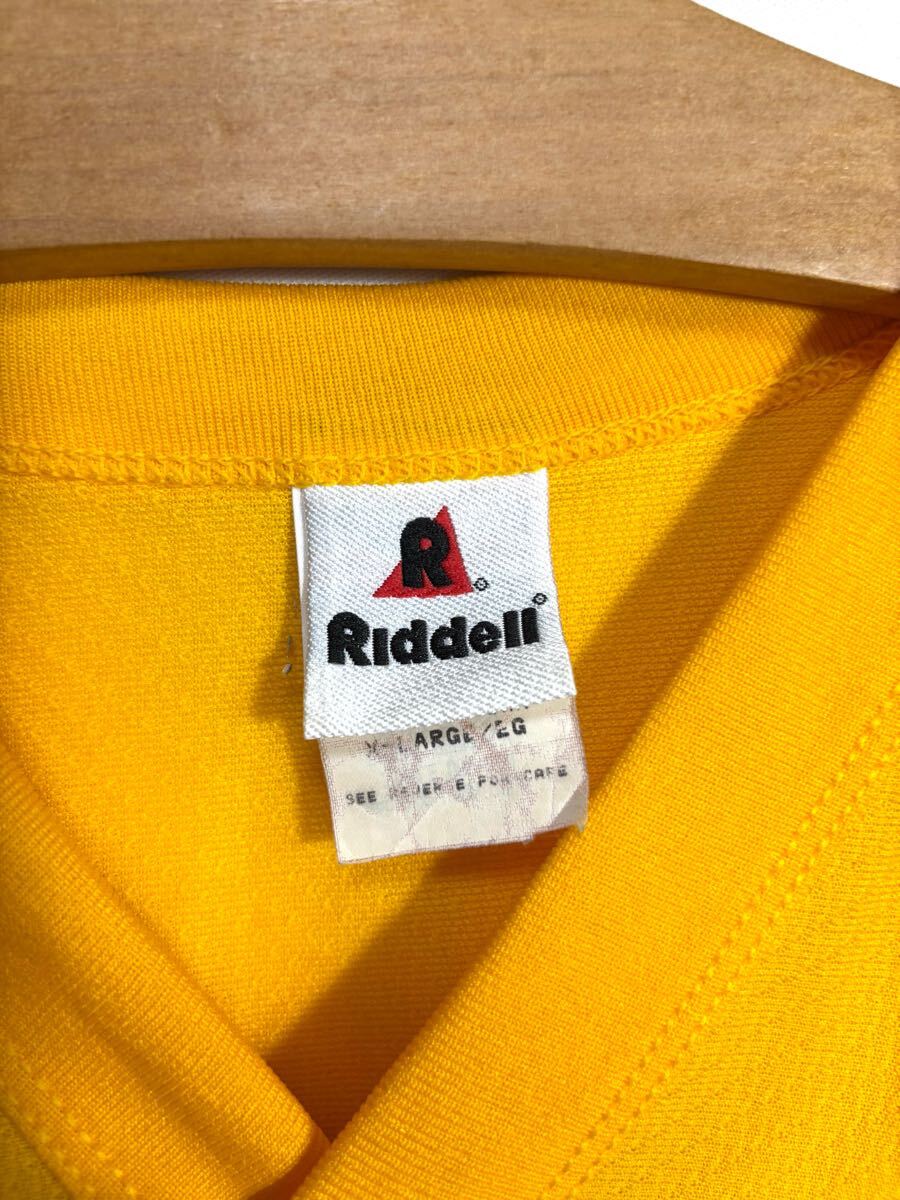 R®
RIddell®
X-LARGE/EG
SEE REVERSE FOR CARE